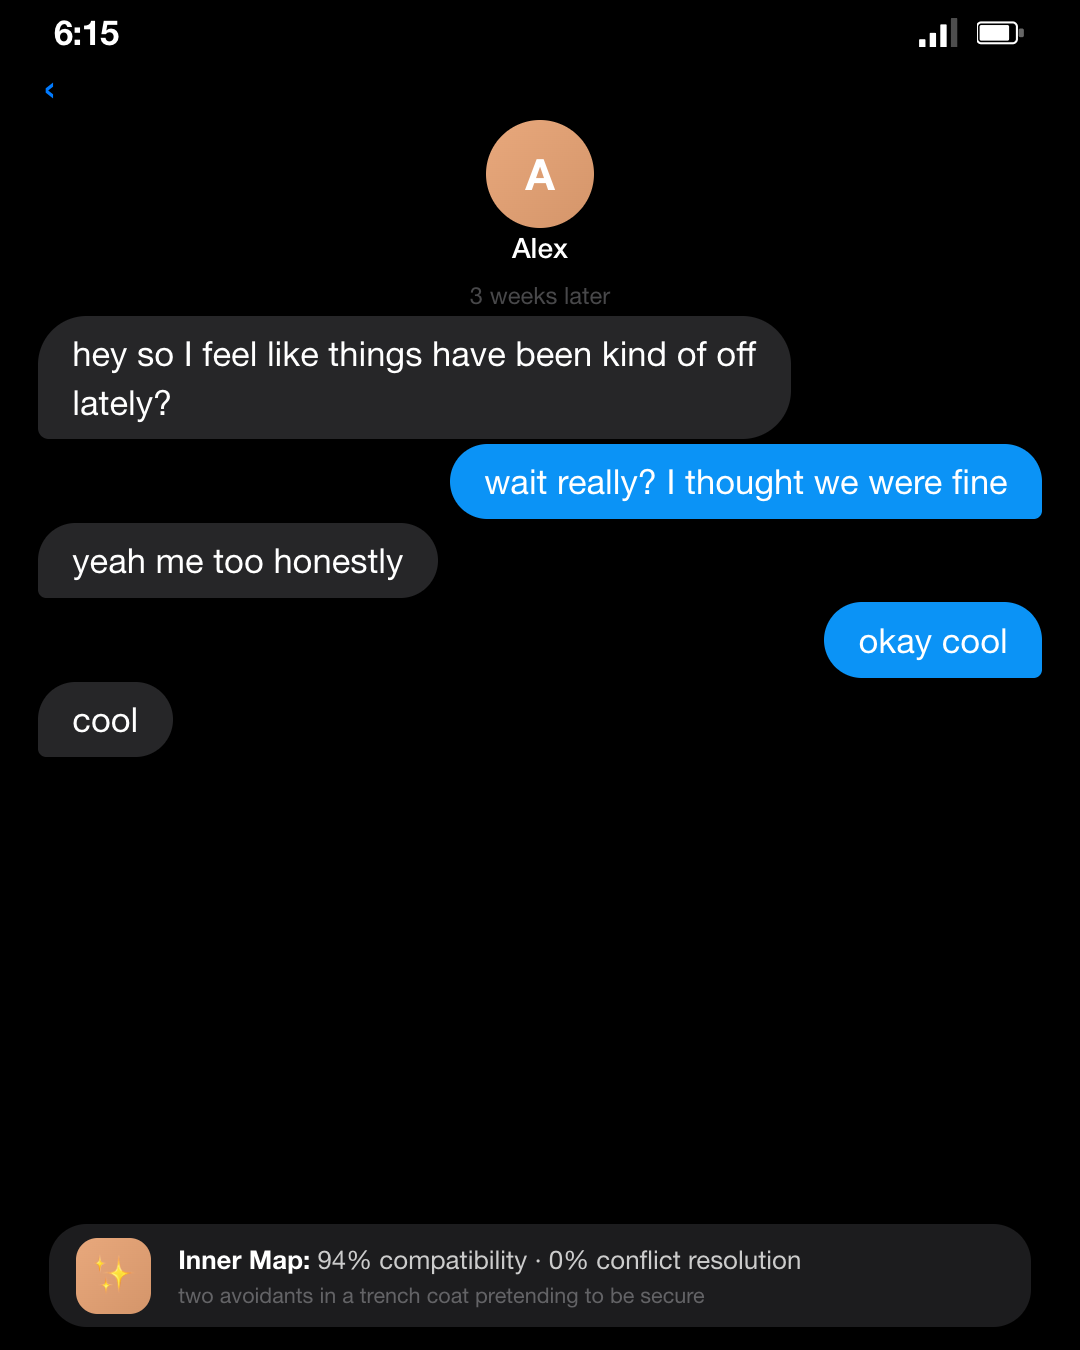 6:15
A
Alex
3 weeks later
hey so I feel like things have been kind of off
lately?
wait really? I thought we were fine
yeah me too honestly
okay cool
cool
Inner Map: 94% compatibility · 0% conflict resolution
two avoidants in a trench coat pretending to be secure